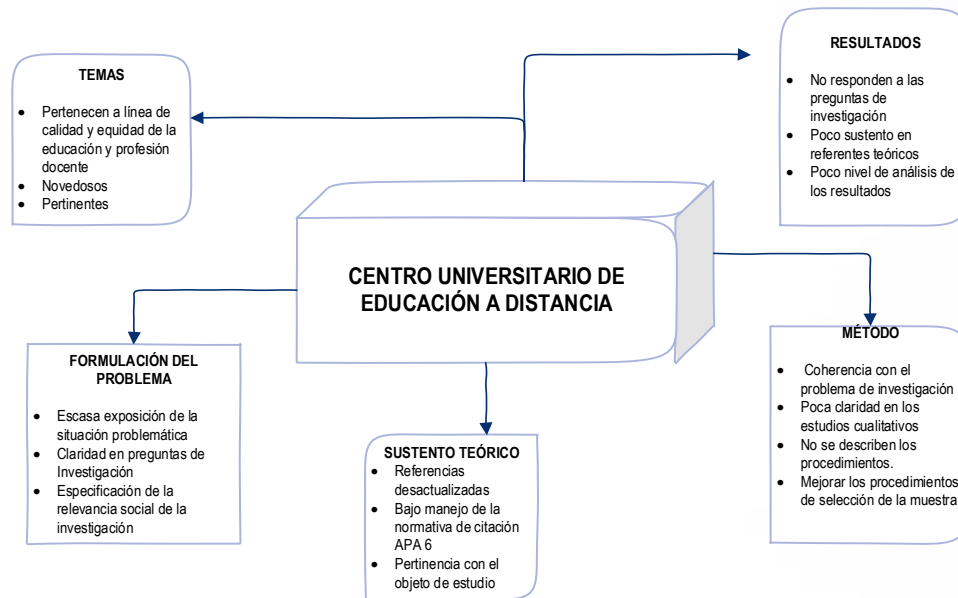 TEMAS
• Pertenecen a línea de
calidad y equidad de la
educación y profesión
docente
• Novedosos
• Pertinentes
RESULTADOS
• No responden a las
preguntas de
investigación
• Poco sustento en
referentes teóricos
• Poco nivel de análisis de
los resultados
CENTRO UNIVERSITARIO DE
EDUCACIÓN A DISTANCIA
FORMULACIÓN DEL
PROBLEMA
• Escasa exposición de la
situación problemática
• Claridad en preguntas de
Investigación
• Especificación de la
relevancia social de la
investigación
SUSTENTO TEÓRICO
• Referencias
desactualizadas
• Bajo manejo de la
normativa de citación
APA 6
• Pertinencia con el
objeto de estudio
MÉTODO
• Coherencia con el
problema de investigación
• Poca claridad en los
estudios cualitativos
• No se describen los
procedimientos.
• Mejorar los procedimientos
de selección de la muestra